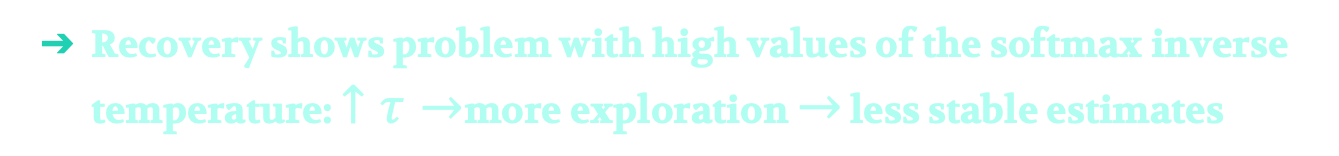 ➔ Recovery shows problem with high values of the softmax inverse
temperature: ↑ τ →more exploration → less stable estimates